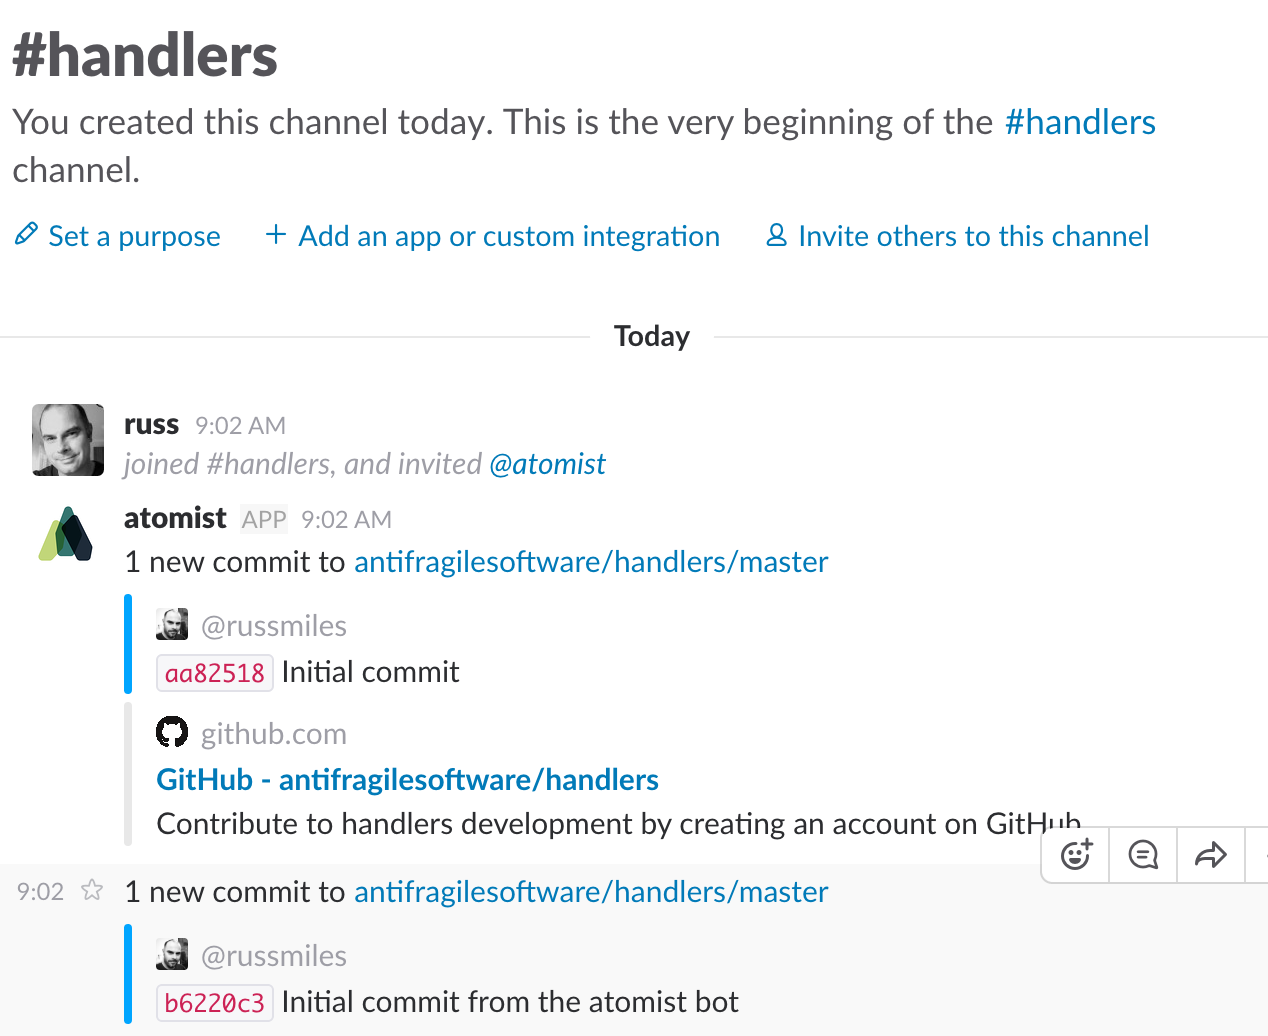 #handlers
You created this channel today. This is the very beginning of the #handlers
channel.
Set a purpose + Add an app or custom integration Invite others to this channel
Today
russ 9:02 AM
joined #handlers, and invited @atomist
atomist APP 9:02 AM
1 new commit to antifragilesoftware/handlers/master
@russmiles
aa82518 Initial commit
github.com
GitHub - antifragilesoftware/handlers
Contribute to handlers development by creating an account on GitHub
9:02 1 new commit to antifragilesoftware/handlers/master
@russmiles
b6220c3 Initial commit from the atomist bot